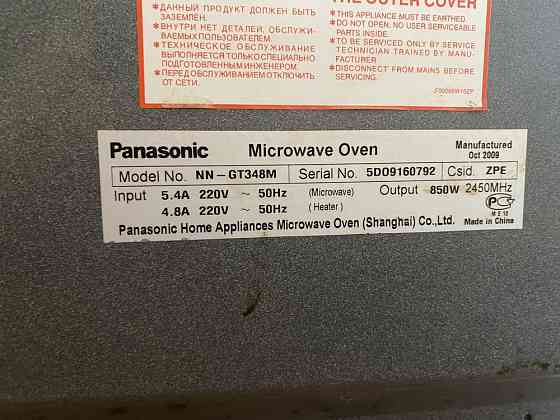 THE OUTER COVER
∗ДАННЫЙ ПРОДУКТ ДОЛЖЕН БЫТЬ
ЗАЗЕМЛЕН.
∗ВНУТРИ НЕТ ДЕТАЛЕЙ, ОБСЛУЖИ-
ВАЕМЫХ ПОЛЬЗОВАТЕЛЕМ.
∗ТЕХНИЧЕСКОЕ ОБСЛУЖИВАНИЕ
ВЫПОЛНЯЕТСЯ ТОЛЬКО СПЕЦИАЛЬНО
ПОДГОТОВЛЕННЫМ ИНЖЕНЕРОМ.
∗ПЕРЕД ОБСЛУЖИВАНИЕМ ОТКЛЮЧИТЬ
ОТ СЕТИ.
∗THIS APPLIANCE MUST BE EARTHED.
∗DO NOT OPEN. NO USER SERVICEABLE
PARTS INSIDE.
∗TO BE SERVICED ONLY BY SERVICE
TECHNICIAN TRAINED BY MANU-
FACTURER.
∗DISCONNECT FROM MAINS BEFORE
SERVICING.
Panasonic Microwave Oven Manufactured
Oct 2009
Model No. NN-GT348M Serial No. 5D09160792 Csid. ZPE
Input 5.4A 220V ~ 50Hz (Microwave) Output 850W 2450MHz
4.8A 220V ~ 50Hz (Heater)
Panasonic Home Appliances Microwave Oven (Shanghai) Co.,Ltd.
РС
ME10
Made in China